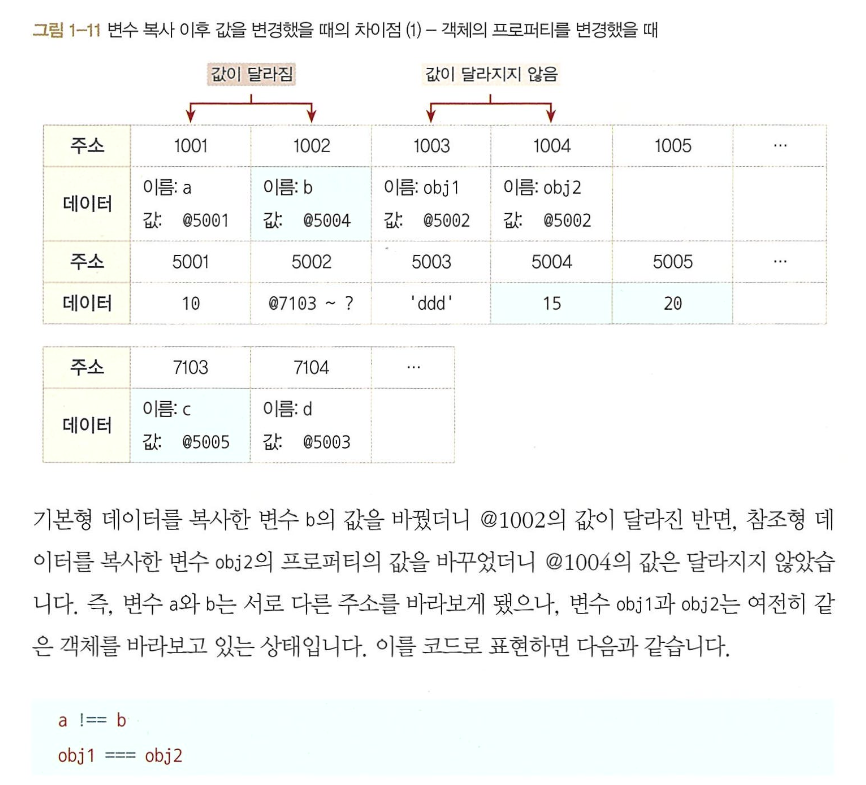 그림 1-11 변수 복사 이후 값을 변경했을 때의 차이점 (1) – 객체의 프로퍼티를 변경했을 때
값이 달라짐 값이 달라지지 않음
주소 1001 1002 1003 1004 1005 …
데이터 이름: a 값: @5001 이름: b 값: @5004 이름: obj1 값: @5002 이름: obj2 값: @5002
주소 5001 5002 5003 5004 5005 …
데이터 10 @7103 ~ ? 'ddd' 15 20
주소 7103 7104 …
데이터 이름: c 값: @5005 이름: d 값: @5003
기본형 데이터를 복사한 변수 b의 값을 바꿨더니 @1002의 값이 달라진 반면, 참조형 데
이터를 복사한 변수 obj2의 프로퍼티의 값을 바꾸었더니 @1004의 값은 달라지지 않았습
니다. 즉, 변수 a와 b는 서로 다른 주소를 바라보게 됐으나, 변수 obj1과 obj2는 여전히 같
은 객체를 바라보고 있는 상태입니다. 이를 코드로 표현하면 다음과 같습니다.
a !== b
obj1 === obj2